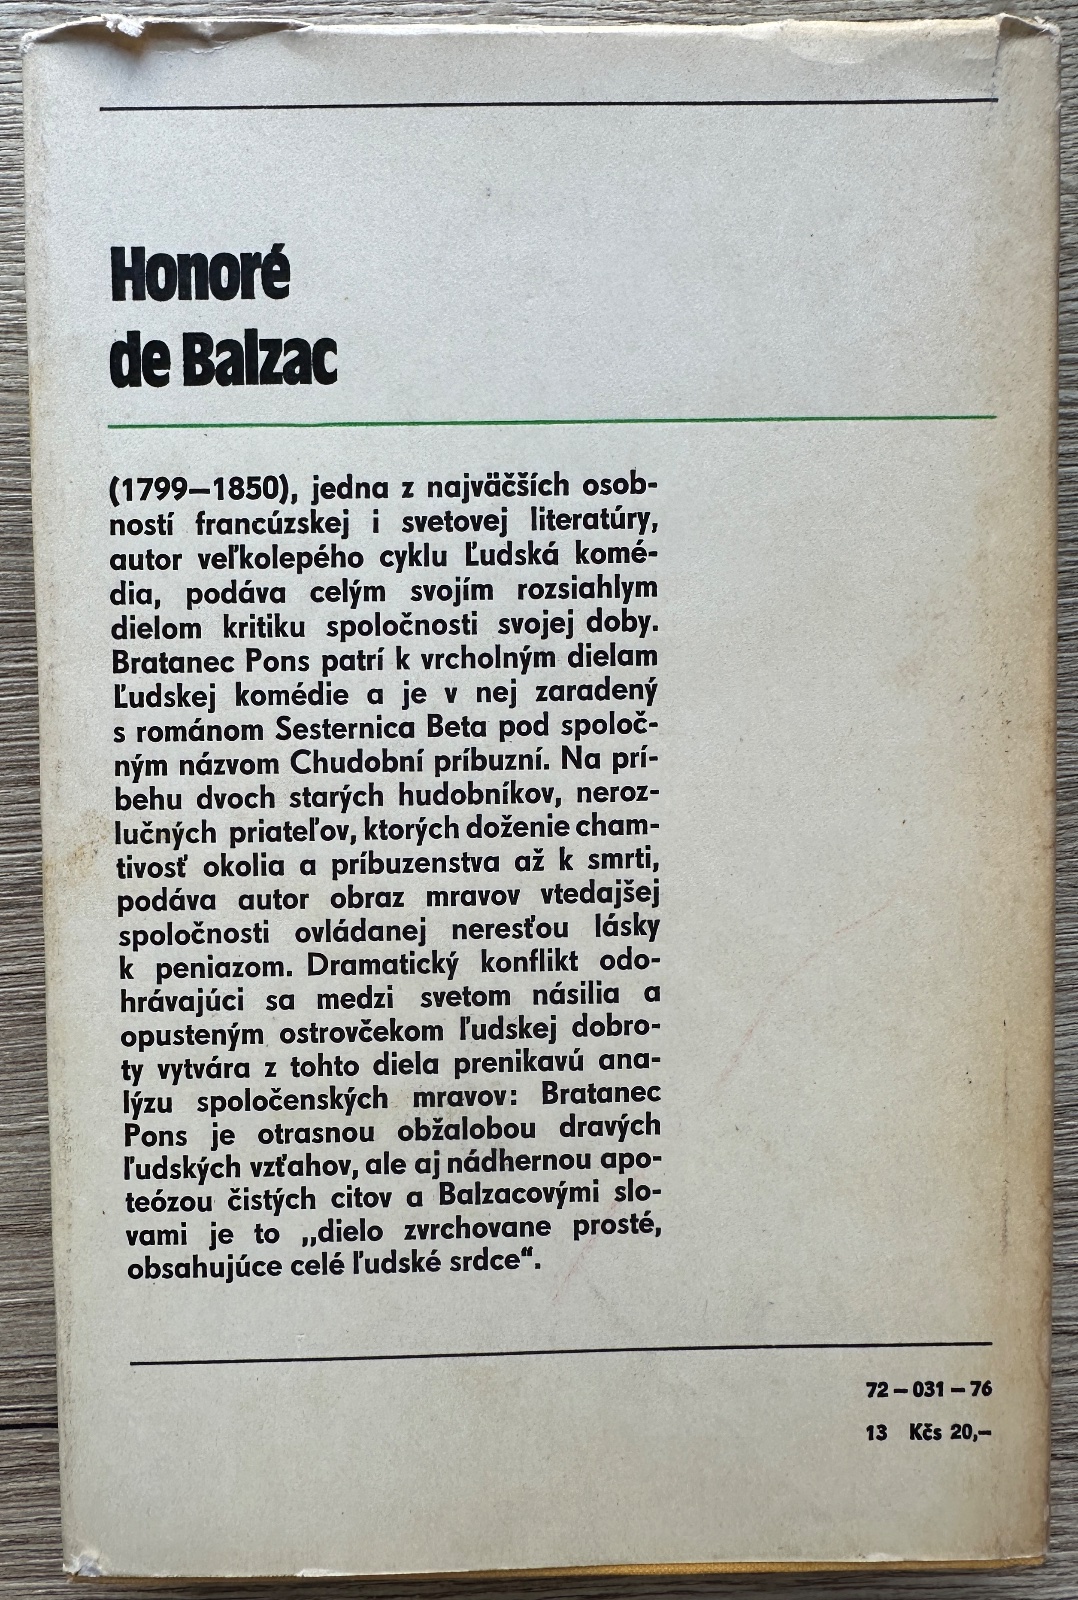 Honoré
de Balzac
(1799–1850), jedna z najväčších osob-
ností francúzskej i svetovej literatúry,
autor veľkolepého cyklu Ľudská komé-
dia, podáva celým svojím rozsiahlym
dielom kritiku spoločnosti svojej doby.
Bratanec Pons patrí k vrcholným dielam
Ľudskej komédie a je v nej zaradený
s románom Sesternica Beta pod spoloč-
ným názvom Chudobní príbuzní. Na prí-
behu dvoch starých hudobníkov, neroz-
lučných priateľov, ktorých doženie cham-
tivosť okolia a príbuzenstva až k smrti,
podáva autor obraz mravov vtedajšej
spoločnosti ovládanej neresťou lásky
k peniazom. Dramatický konflikt odo-
hrávajúci sa medzi svetom násilia a
opusteným ostrovčekom ľudskej dobro-
ty vytvára z tohto diela prenikavú ana-
lýzu spoločenských mravov: Bratanec
Pons je otrasnou obžalobou dravých
ľudských vzťahov, ale aj nádhernou apo-
teózou čistých citov a Balzacovými slo-
vami je to „dielo zvrchovane prosté,
obsahujúce celé ľudské srdce“.
72 – 031 – 76
13 Kčs 20,–